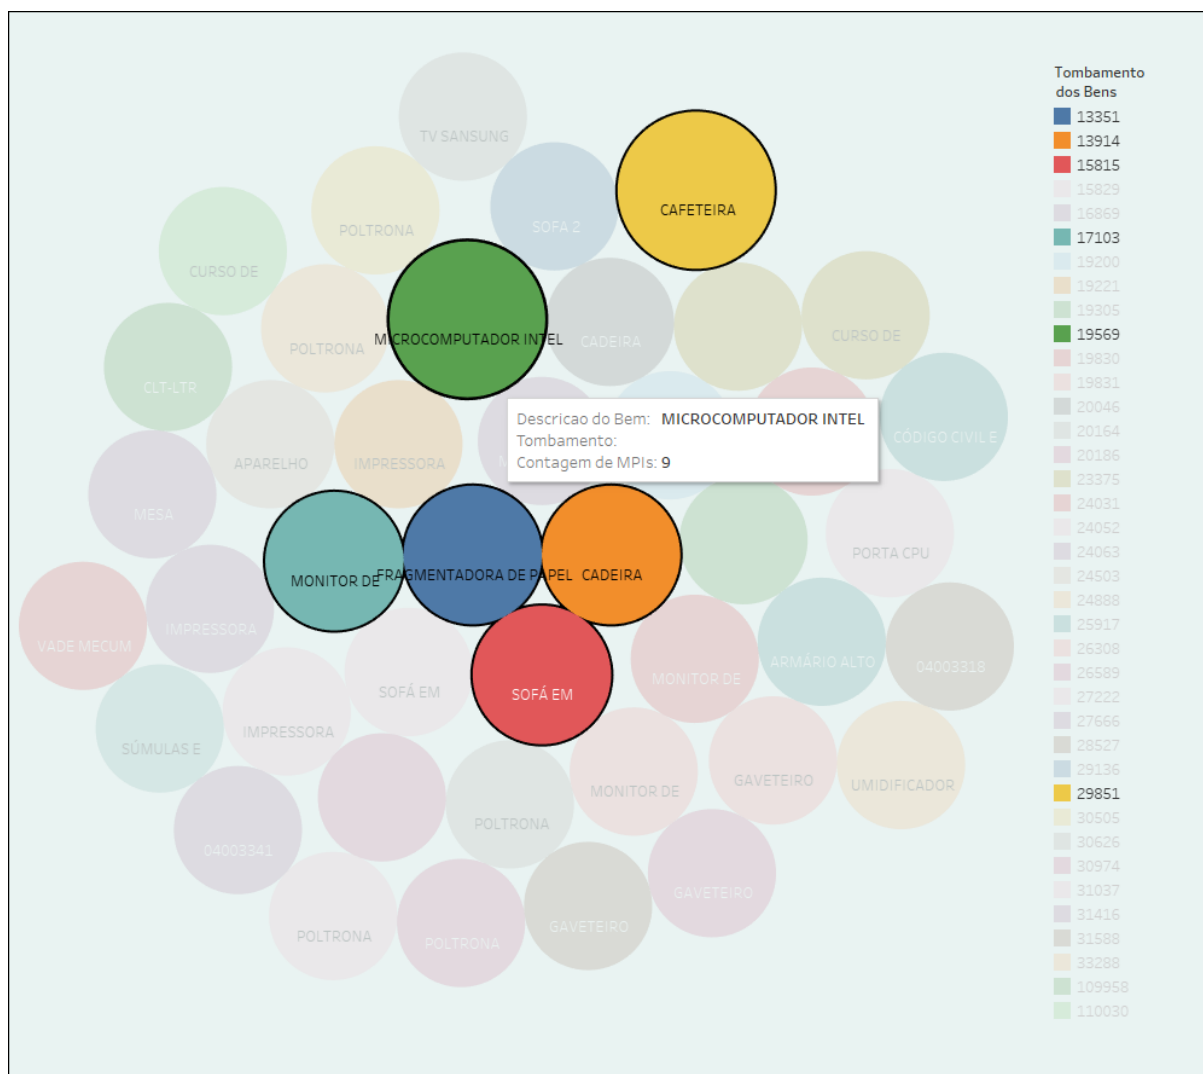 TV SANSUNG
CAFETEIRA
SOFA 2
POLTRONA
CURSO DE
MICROCOMPUTADOR INTEL
CADEIRA
CURSO DE
POLTRONA
CLT-LTR
Descricao do Bem: MICROCOMPUTADOR INTEL
Tombamento:
Contagem de MPIs: 9
CÓDIGO CIVIL E
APARELHO
IMPRESSORA
MESA
PORTA CPU
MONITOR DE
FRAGMENTADORA DE PAPEL
CADEIRA
IMPRESSORA
VADE MECUM
ARMÁRIO ALTO
04003318
MONITOR DE
SOFÁ EM
SOFÁ EM
IMPRESSORA
SÚMULAS E
GAVETEIRO
UMIDIFICADOR
MONITOR DE
POLTRONA
04003341
GAVETEIRO
GAVETEIRO
POLTRONA
POLTRONA
Tombamento
dos Bens
13351
13914
15815
15829
16869
17103
19200
19221
19305
19569
19830
19831
20046
20164
20186
23375
24031
24052
24063
24503
24888
25917
26308
26589
27222
27666
28527
29136
29851
30505
30626
30974
31037
31416
31588
33288
109958
110030